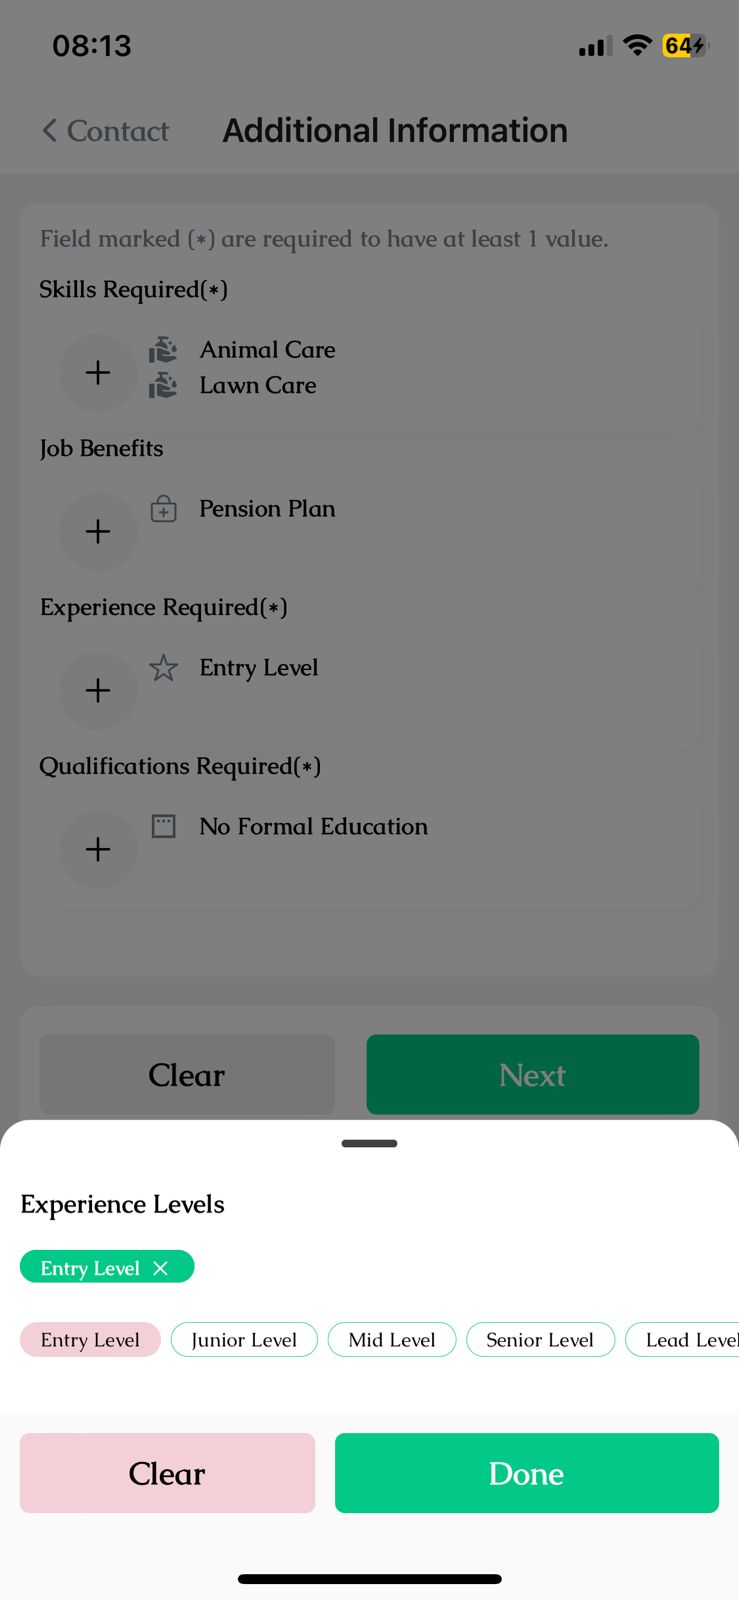 08:13
64
Contact
Additional Information
Field marked (*) are required to have at least 1 value.
Skills Required(*)
Animal Care
Lawn Care
Job Benefits
Pension Plan
Experience Required(*)
Entry Level
Qualifications Required(*)
No Formal Education
Clear
Next
Experience Levels
Entry Level
Entry Level
Junior Level
Mid Level
Senior Level
Lead Level
Clear
Done